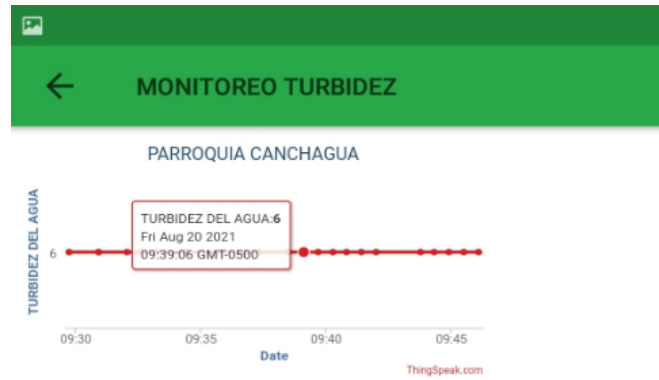 MONITOREO TURBIDEZ
PARROQUIA CANCHAGUA
TURBIDEZ DEL AGUA
TURBIDEZ DEL AGUA:6
Fri Aug 20 2021
09:39:06 GMT-0500
6
09:30 09:35 09:40 09:45
Date
ThingSpeak.com